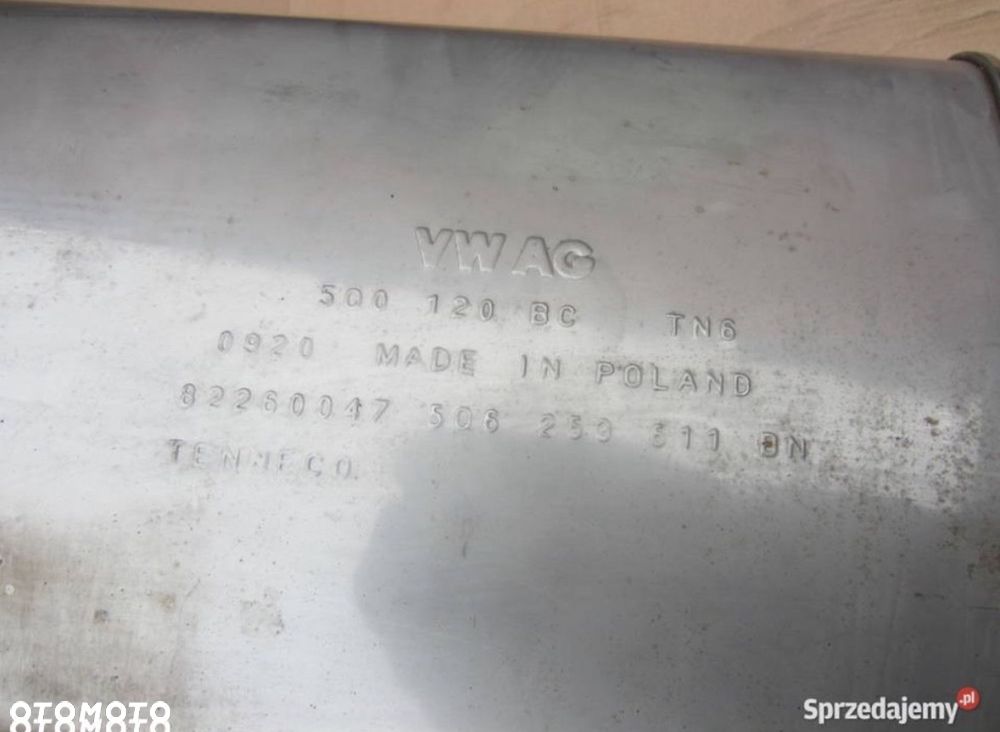 VW AG
5Q0 120 BC TN6
0920 MADE IN POLAND
82260047 5Q6 253 611 BN
TENNECO
OTOMOTO
Sprzedajemy.pl